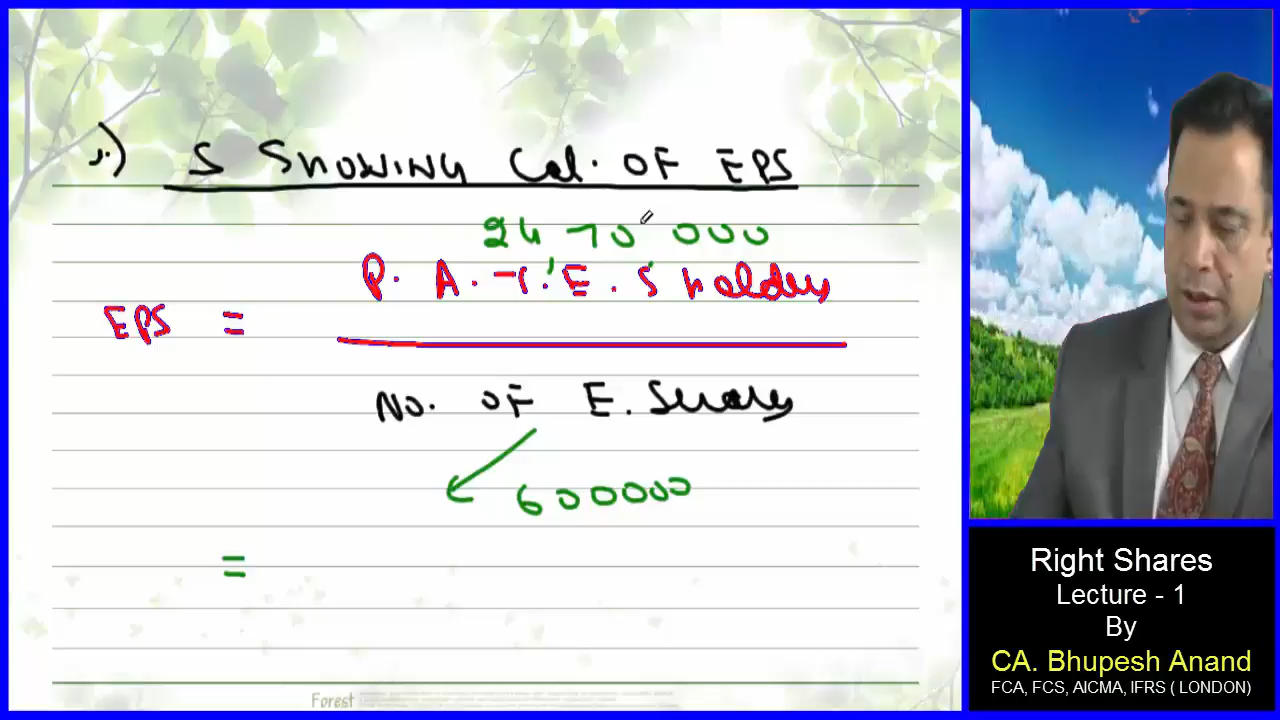 S SHOWING Cal. OF EPS
24,70,000
EPS = P. A. T. E. Sholders
No. OF E. Shares
600000
=
Forest
Right Shares
Lecture - 1
By
CA. Bhupesh Anand
FCA, FCS, AICMA, IFRS ( LONDON)